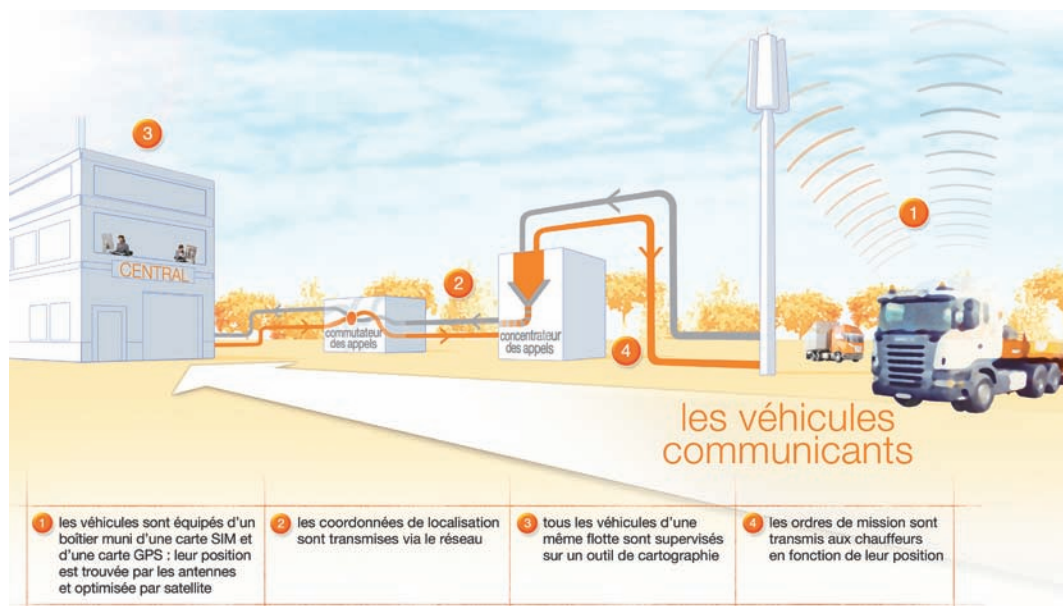 3
CENTRAL
2
commutateur
des appels
concentrateur
des appels
4
1
les véhicules
communicants
1 les véhicules sont équipés d'un
boîtier muni d'une carte SIM et
d'une carte GPS : leur position
est trouvée par les antennes
et optimisée par satellite
2 les coordonnées de localisation
sont transmises via le réseau
3 tous les véhicules d'une
même flotte sont supervisés
sur un outil de cartographie
4 les ordres de mission sont
transmis aux chauffeurs
en fonction de leur position